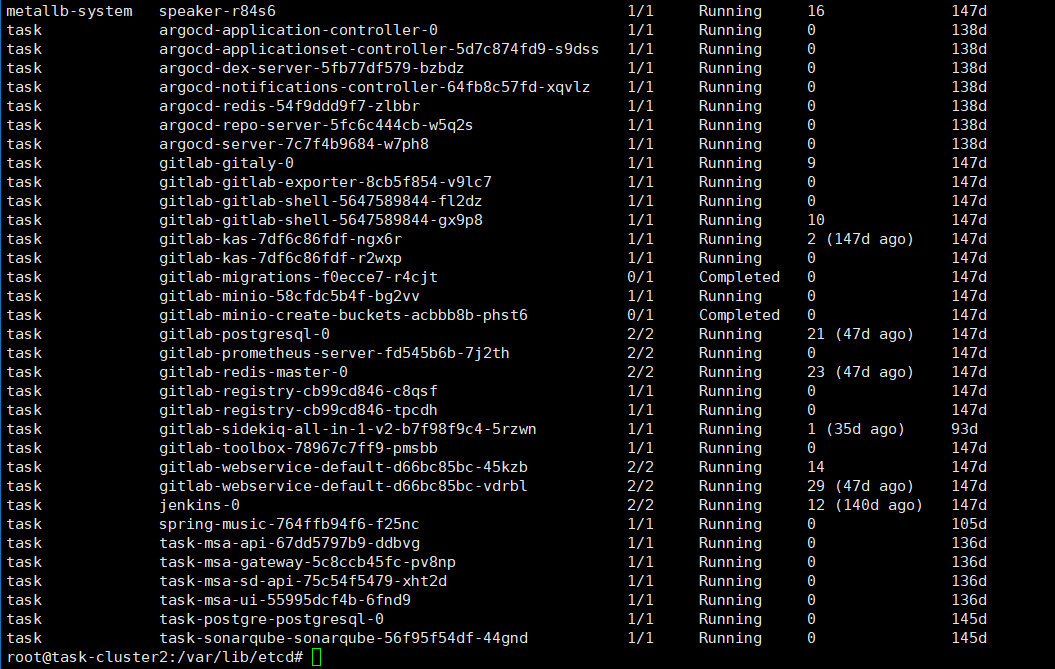 metallb-system speaker-r84s6 1/1 Running 16 147d
task argocd-application-controller-0 1/1 Running 0 138d
task argocd-applicationset-controller-5d7c874fd9-s9dss 1/1 Running 0 138d
task argocd-dex-server-5fb77df579-bzbdz 1/1 Running 0 138d
task argocd-notifications-controller-64fb8c57fd-xqvlz 1/1 Running 0 138d
task argocd-redis-54f9ddd9f7-zlbbr 1/1 Running 0 138d
task argocd-repo-server-5fc6c444cb-w5q2s 1/1 Running 0 138d
task argocd-server-7c7f4b9684-w7ph8 1/1 Running 0 138d
task gitlab-gitaly-0 1/1 Running 9 147d
task gitlab-gitlab-exporter-8cb5f854-v9lc7 1/1 Running 0 147d
task gitlab-gitlab-shell-5647589844-fl2dz 1/1 Running 0 147d
task gitlab-gitlab-shell-5647589844-gx9p8 1/1 Running 10 147d
task gitlab-kas-7df6c86fdf-ngx6r 1/1 Running 2 (147d ago) 147d
task gitlab-kas-7df6c86fdf-r2wxp 1/1 Running 0 147d
task gitlab-migrations-f0ecce7-r4cjt 0/1 Completed 0 147d
task gitlab-minio-58cfdc5b4f-bg2vv 1/1 Running 0 147d
task gitlab-minio-create-buckets-acbbb8b-phst6 0/1 Completed 0 147d
task gitlab-postgresql-0 2/2 Running 21 (47d ago) 147d
task gitlab-prometheus-server-fd545b6b-7j2th 2/2 Running 0 147d
task gitlab-redis-master-0 2/2 Running 23 (47d ago) 147d
task gitlab-registry-cb99cd846-c8qsf 1/1 Running 0 147d
task gitlab-registry-cb99cd846-tpcdh 1/1 Running 0 147d
task gitlab-sidekiq-all-in-1-v2-b7f98f9c4-5rzwn 1/1 Running 1 (35d ago) 93d
task gitlab-toolbox-78967c7ff9-pmsbb 1/1 Running 0 147d
task gitlab-webservice-default-d66bc85bc-45kzb 2/2 Running 14 147d
task gitlab-webservice-default-d66bc85bc-vdrbl 2/2 Running 29 (47d ago) 147d
task jenkins-0 2/2 Running 12 (140d ago) 147d
task spring-music-764ffb94f6-f25nc 1/1 Running 0 105d
task task-msa-api-67dd5797b9-ddbvg 1/1 Running 0 136d
task task-msa-gateway-5c8ccb45fc-pv8np 1/1 Running 0 136d
task task-msa-sd-api-75c54f5479-xht2d 1/1 Running 0 136d
task task-msa-ui-55995dcf4b-6fnd9 1/1 Running 0 136d
task task-postgre-postgresql-0 1/1 Running 0 145d
task task-sonarqube-sonarqube-56f95f54df-44gnd 1/1 Running 0 145d
root@task-cluster2:/var/lib/etcd#